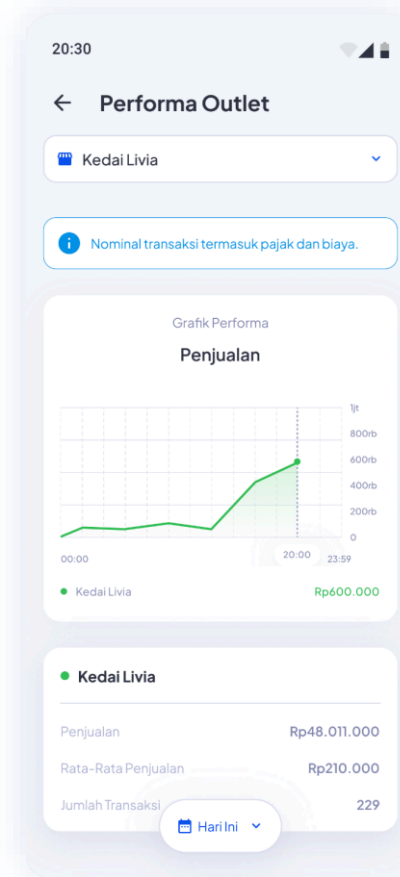 20:30
Performa Outlet
Kedai Livia
Nominal transaksi termasuk pajak dan biaya.
Grafik Performa
Penjualan
1jt
800rb
600rb
400rb
200rb
0
00:00
20:00
23:59
Kedai Livia
Rp600.000
Kedai Livia
Penjualan
Rp48.011.000
Rata-Rata Penjualan
Rp210.000
Jumlah Transaksi
229
Hari Ini